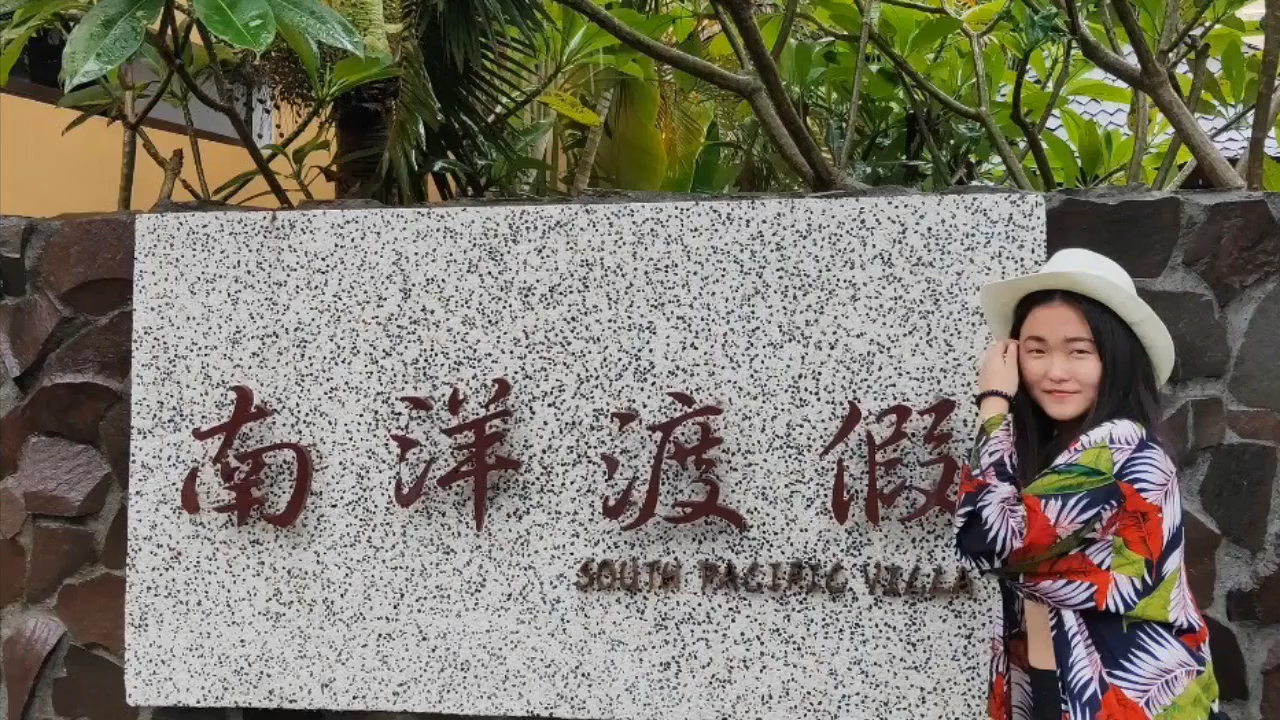 南洋渡假
SOUTH PACIFIC VILLA